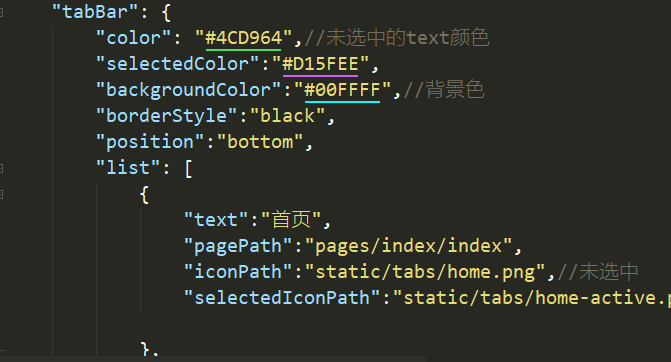 "tabBar": {
"color": "#4CD964",//未选中的text颜色
"selectedColor":"#D15FEE",
"backgroundColor":"#00FFFF",//背景色
"borderStyle":"black",
"position":"bottom",
"list": [
{
"text":"首页",
"pagePath":"pages/index/index",
"iconPath":"static/tabs/home.png",//未选中
"selectedIconPath":"static/tabs/home-active.p
},